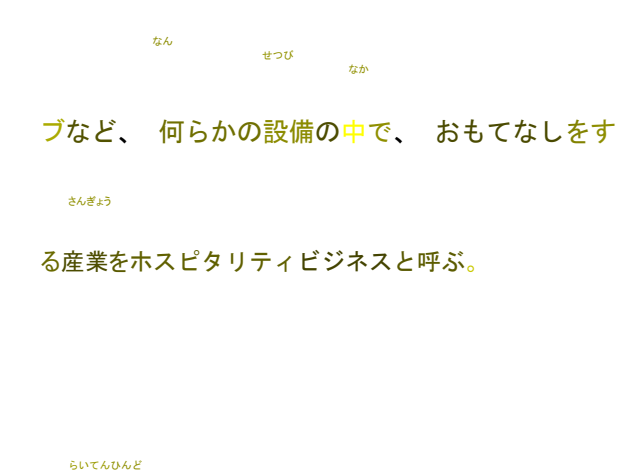 なん
せつび
なか
ブなど、 何らかの設備の中で、 おもてなしをす
さんぎょう
る産業をホスピタリティビジネスと呼ぶ。
らいてんひんど